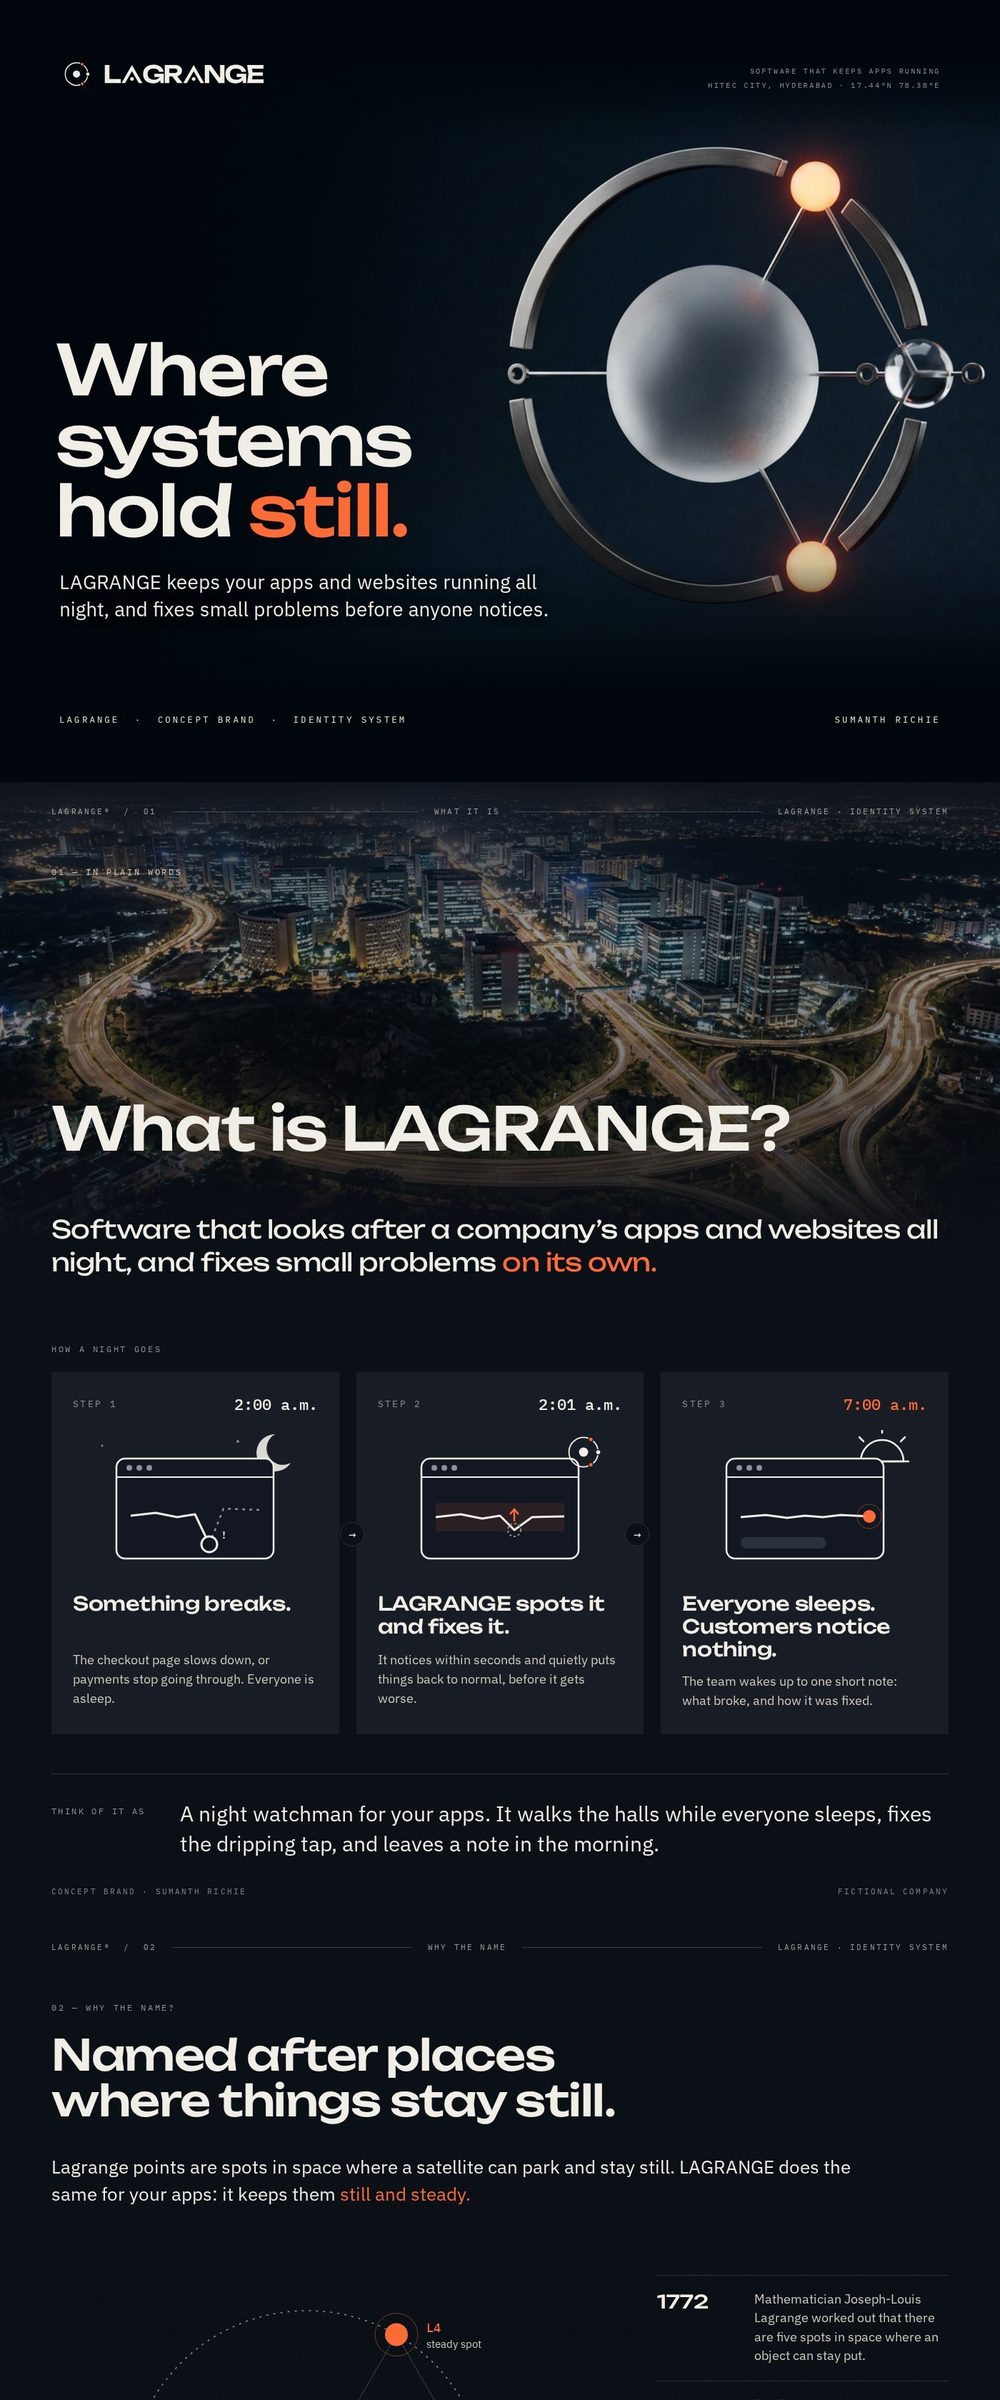 LAGRANGE
SOFTWARE THAT KEEPS APPS RUNNING
HITEC CITY, HYDERABAD · 17.44°N 78.38°E
Where
systems
hold still.
LAGRANGE keeps your apps and websites running all
night, and fixes small problems before anyone notices.
LAGRANGE · CONCEPT BRAND · IDENTITY SYSTEM
SUMANTH RICHIE
LAGRANGE° / 01
WHAT IT IS
LAGRANGE · IDENTITY SYSTEM
01 — IN PLAIN WORDS
What is LAGRANGE?
Software that looks after a company’s apps and websites all
night, and fixes small problems on its own.
HOW A NIGHT GOES
STEP 1
2:00 a.m.
!
Something breaks.
The checkout page slows down, or
payments stop going through. Everyone is
asleep.
→
STEP 2
2:01 a.m.
LAGRANGE spots it
and fixes it.
It notices within seconds and quietly puts
things back to normal, before it gets
worse.
→
STEP 3
7:00 a.m.
Everyone sleeps.
Customers notice
nothing.
The team wakes up to one short note:
what broke, and how it was fixed.
THINK OF IT AS
A night watchman for your apps. It walks the halls while everyone sleeps, fixes
the dripping tap, and leaves a note in the morning.
CONCEPT BRAND · SUMANTH RICHIE
FICTIONAL COMPANY
LAGRANGE° / 02
WHY THE NAME
LAGRANGE · IDENTITY SYSTEM
02 — WHY THE NAME?
Named after places
where things stay still.
Lagrange points are spots in space where a satellite can park and stay still. LAGRANGE does the
same for your apps: it keeps them still and steady.
L4
steady spot
1772
Mathematician Joseph-Louis
Lagrange worked out that there
are five spots in space where an
object can stay put.